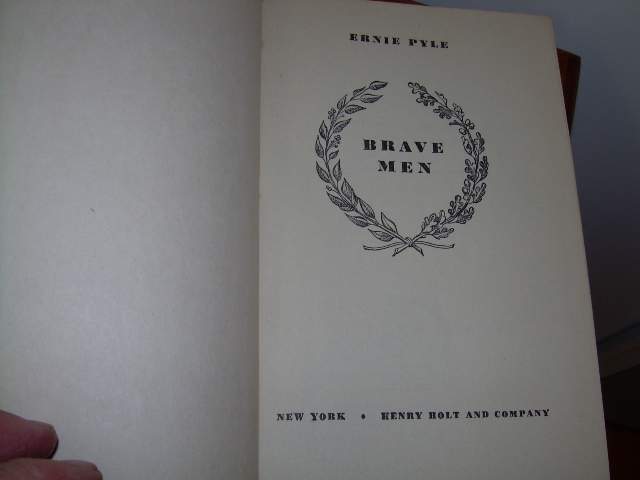 ERNIE PYLE
BRAVE
MEN
NEW YORK • HENRY HOLT AND COMPANY